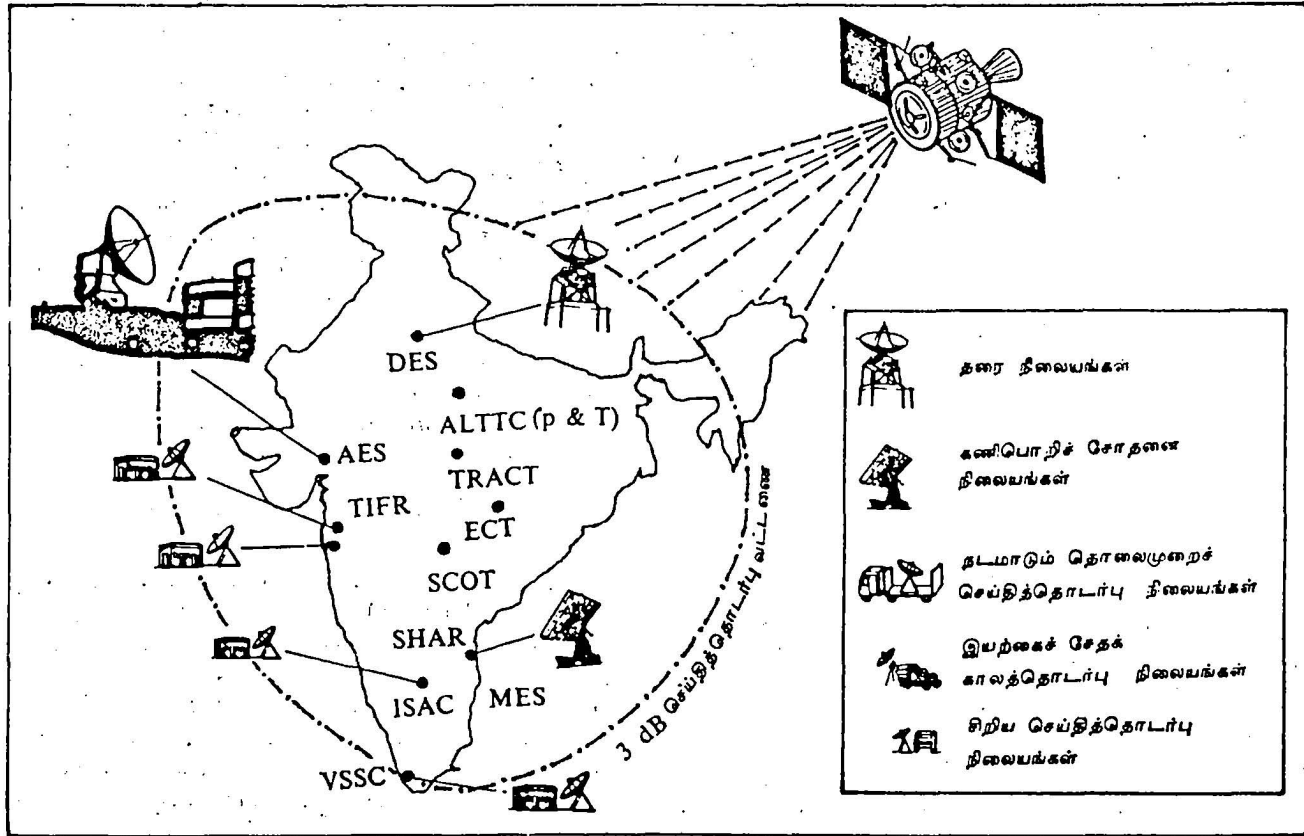 DES
ALTTC (p & T)
AES
TRACT
TIFR
ECT
SCOT
SHAR
ISAC
MES
VSSC
3 dB செய்தித்தொடர்பு வட்டணை
தரை நிலையங்கள்
கணிபொறிச் சோதனை
நிலையங்கள்
நடமாடும் தொலைமுறைச்
செய்தித்தொடர்பு நிலையங்கள்
இயற்கைச் சேதக்
காலத்தொடர்பு நிலையங்கள்
சிறிய செய்தித்தொடர்பு
நிலையங்கள்